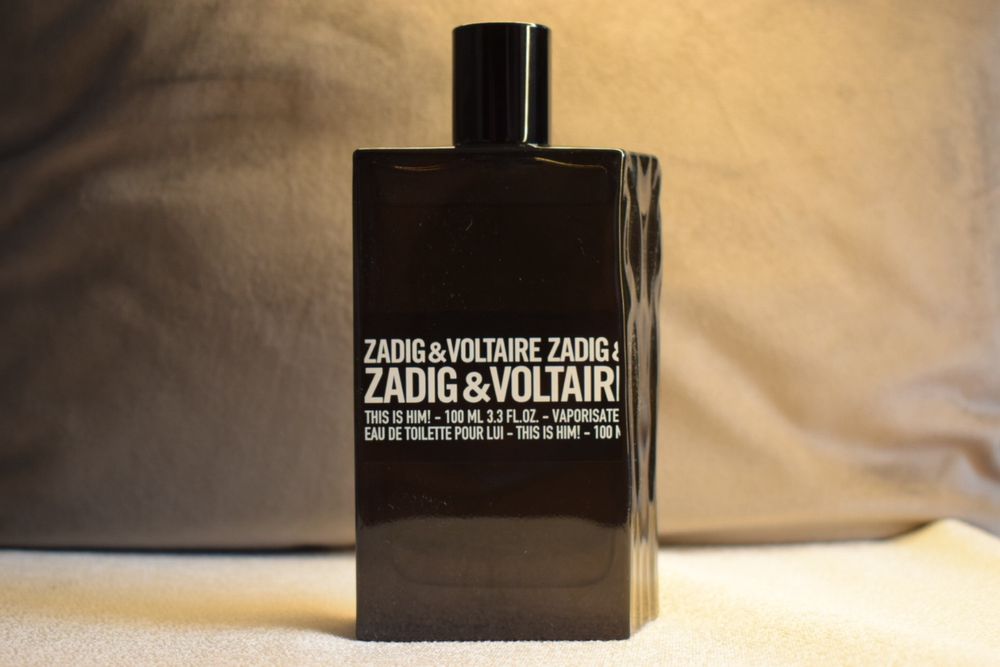 ZADIG&VOLTAIRE ZADIG &
ZADIG&VOLTAIR
THIS IS HIM! – 100 ML 3.3 FL.OZ. – VAPORISATE
EAU DE TOILETTE POUR LUI – THIS IS HIM! – 100